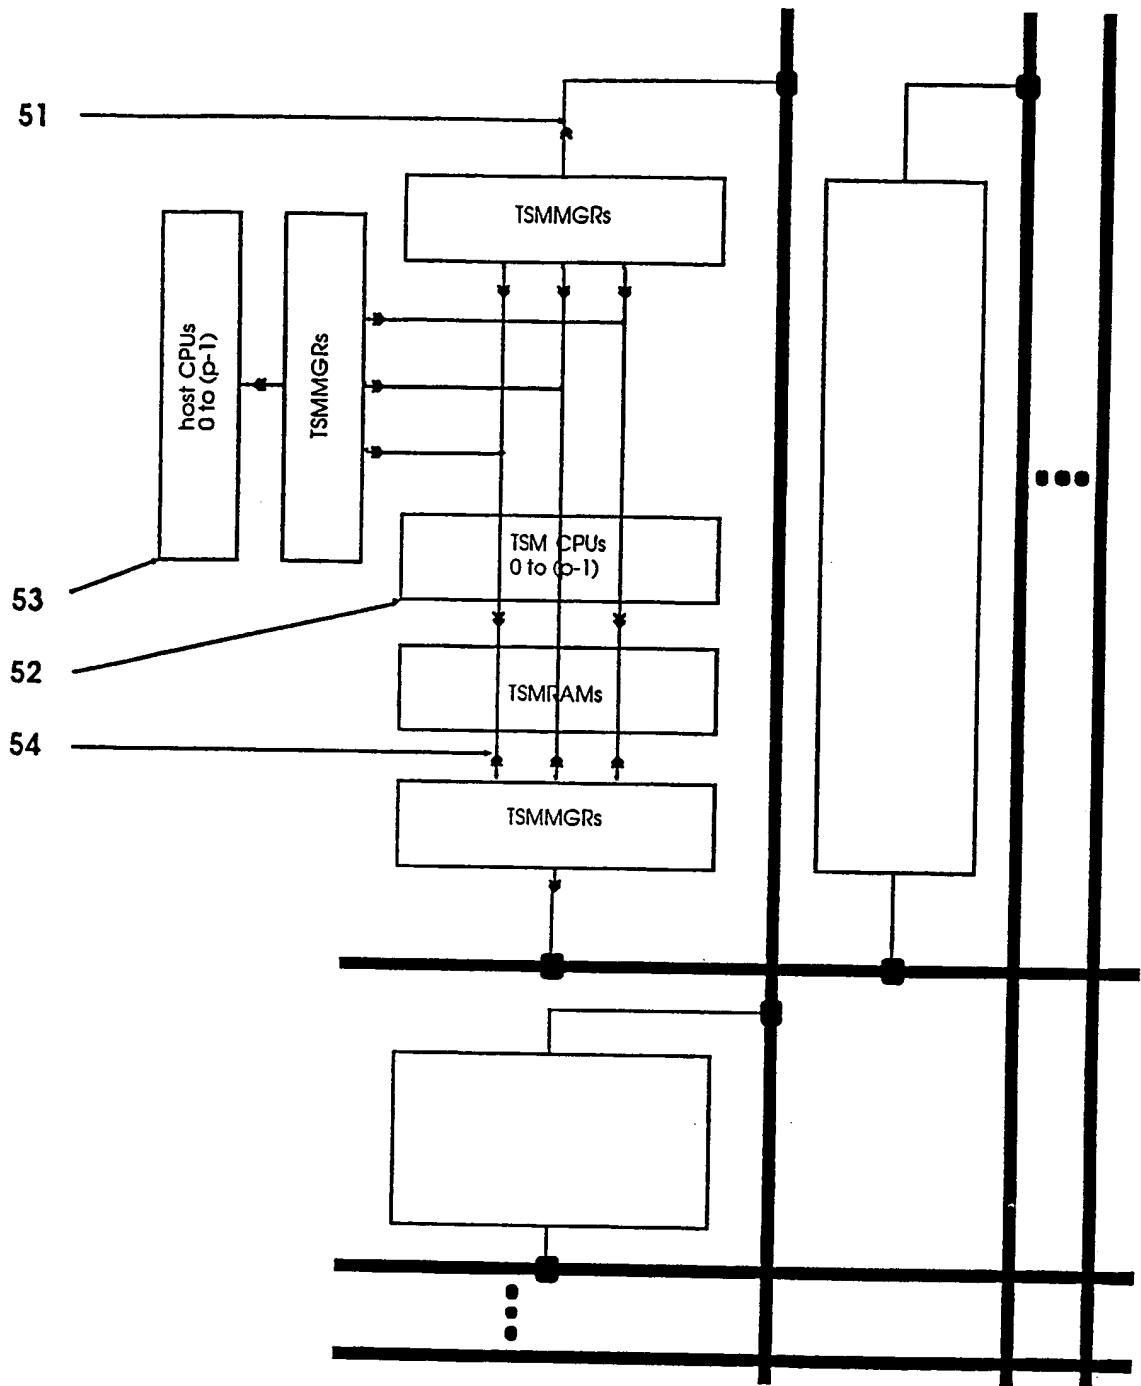 51
TSMMGRs
host CPUs
0 to (p-1)
TSMMGRs
TSM CPUs
0 to (p-1)
53
52
TSMRAMs
54
TSMMGRs